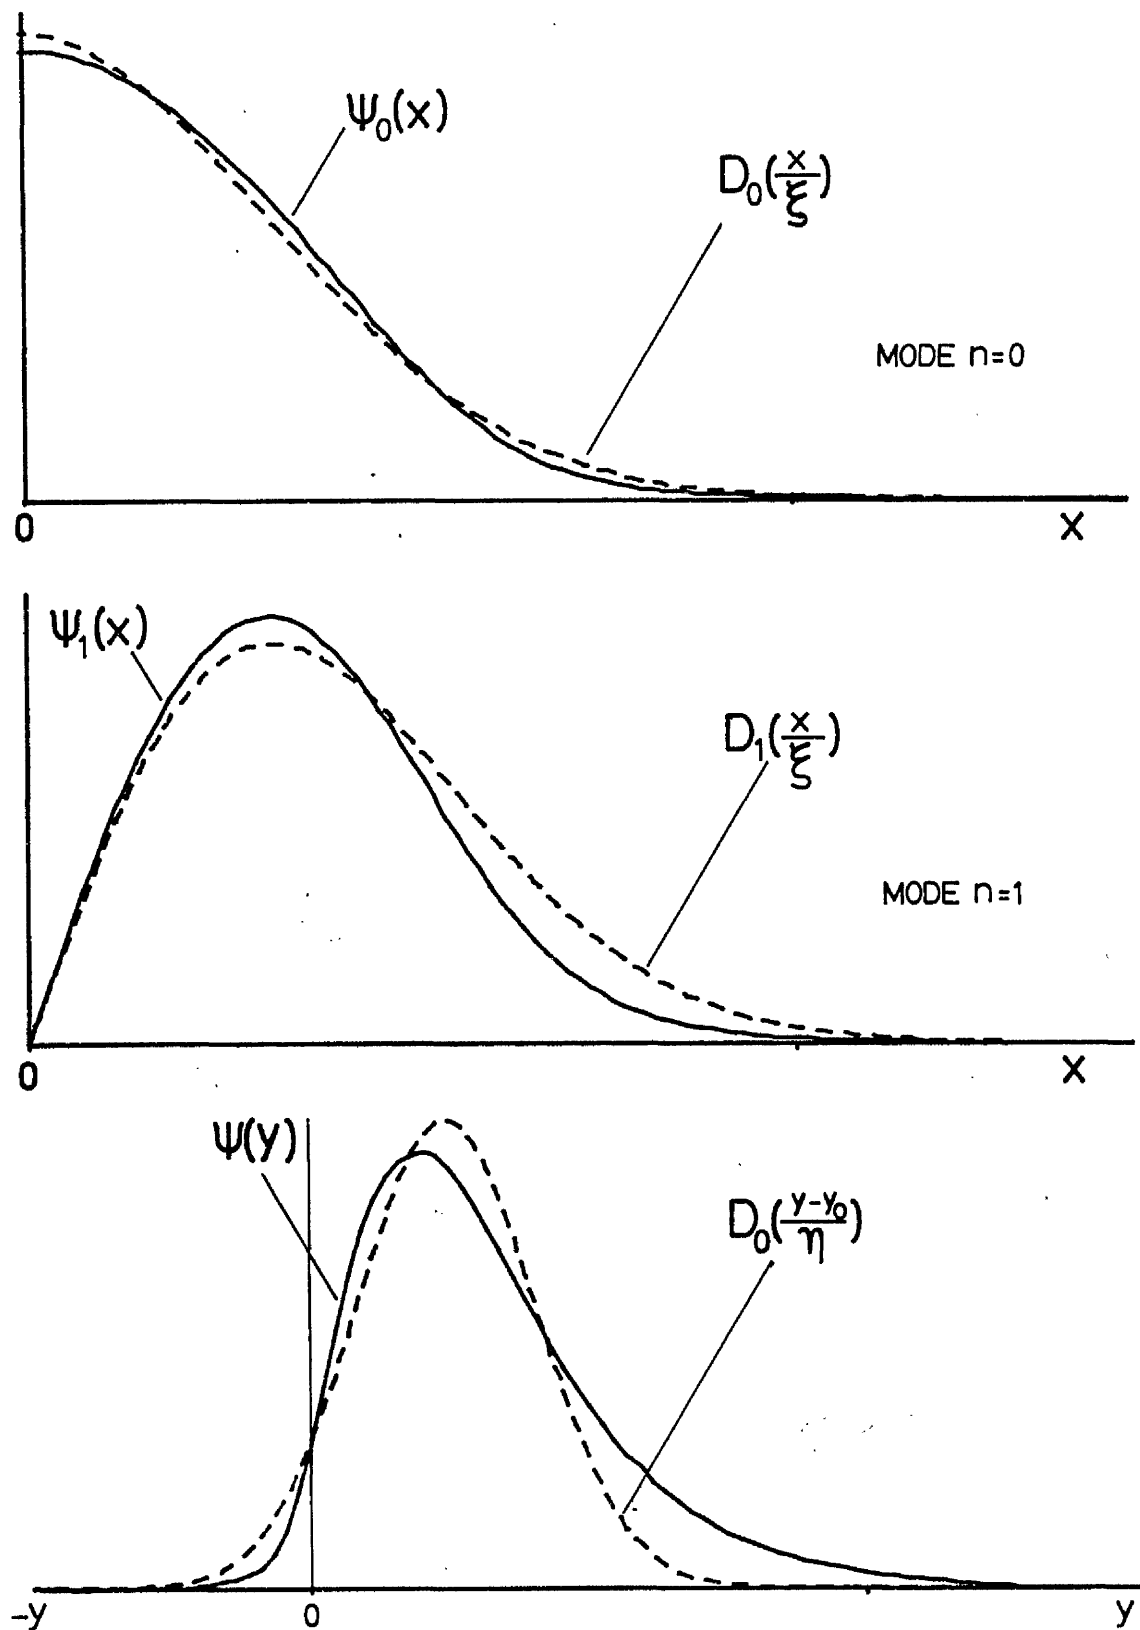 Ψ₀(x)
D₀(x/ξ)
MODE n=0
0
X
Ψ₁(x)
D₁(x/ξ)
MODE n=1
0
X
Ψ(y)
D₀(y-y₀/η)
-y
0
y